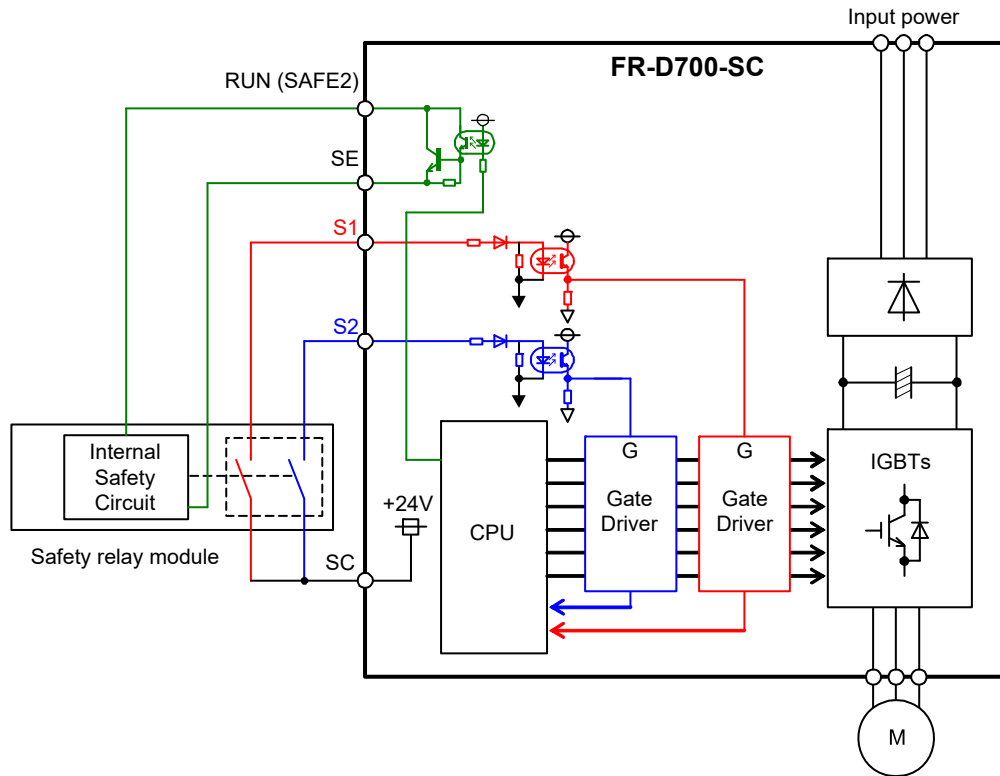 Input power
FR-D700-SC
RUN (SAFE2)
SE
S1
S2
Internal
Safety
Circuit
Safety relay module
+24V
SC
CPU
G
Gate
Driver
G
Gate
Driver
IGBTs
M